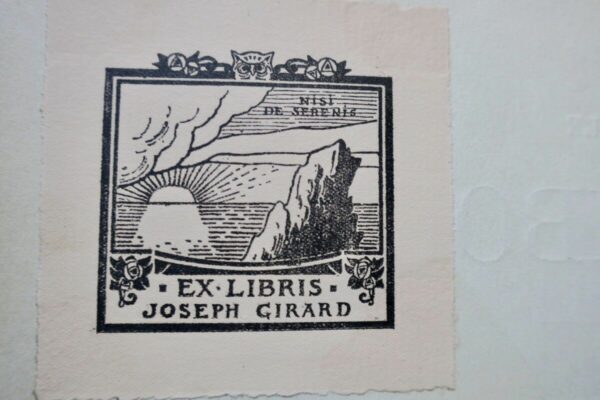 NISI
DE SERENIS
EX·LIBRIS
JOSEPH GIRARD